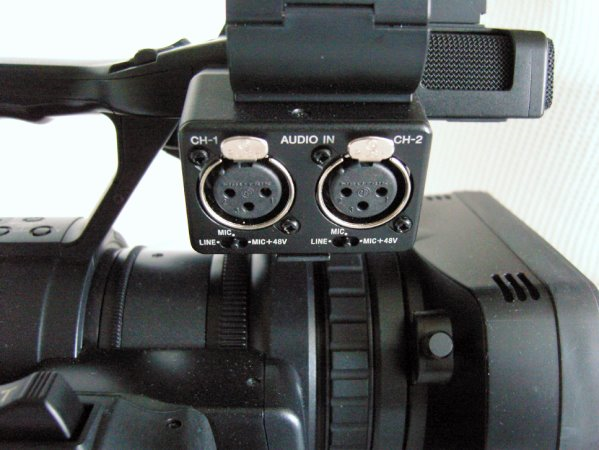 CH-1 AUDIO IN CH-2
MIC MIC
LINE MIC+48V LINE MIC+48V